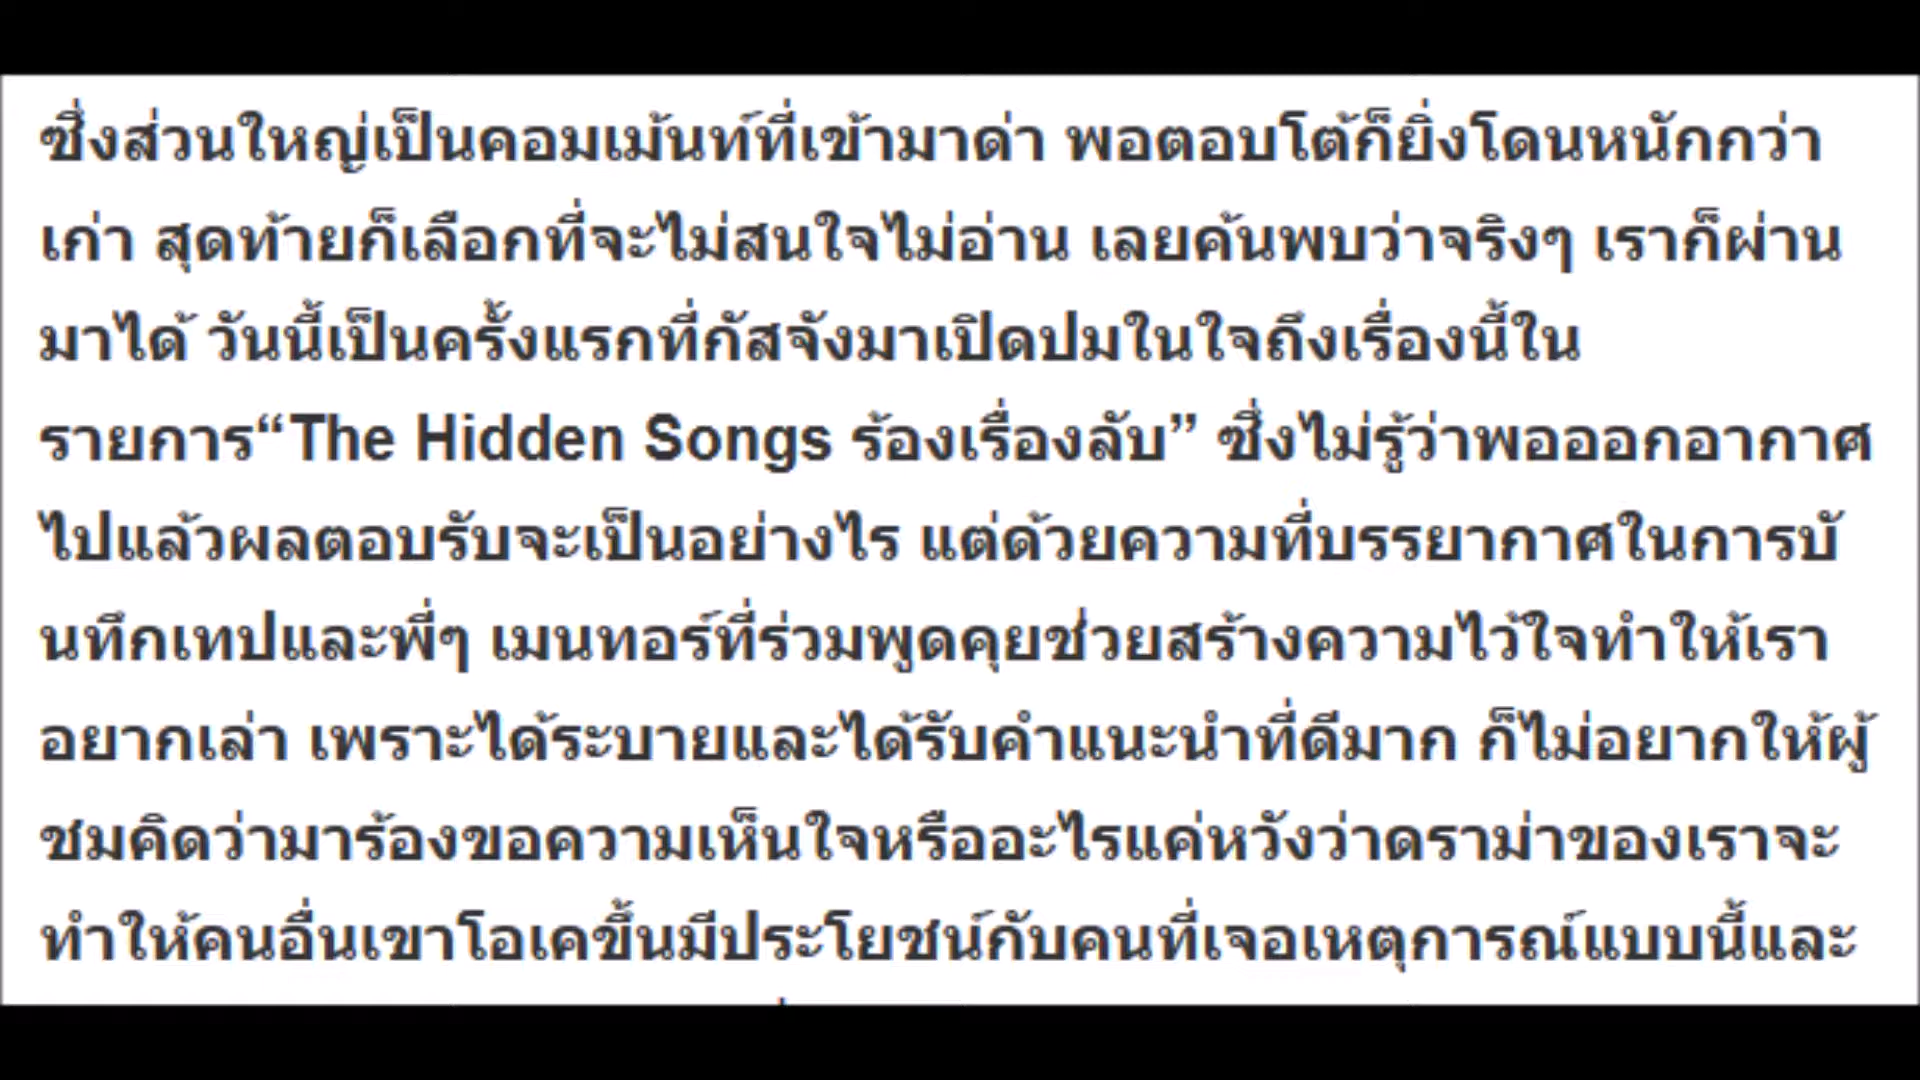 ซึ่งส่วนใหญ่เป็นคอมเม้นท์ที่เข้ามาด่า พอตอบโต้ก็ยิ่งโดนหนักกว่า
เก่า สุดท้ายก็เลือกที่จะไม่สนใจไม่อ่าน เลยค้นพบว่าจริงๆ เราก็ผ่าน
มาได้ วันนี้เป็นครั้งแรกที่กัสจังมาเปิดปมในใจถึงเรื่องนี้ใน
รายการ“The Hidden Songs ร้องเรื่องลับ” ซึ่งไม่รู้ว่าพอออกอากาศ
ไปแล้วผลตอบรับจะเป็นอย่างไร แต่ด้วยความที่บรรยากาศในการบั
นทึกเทปและพี่ๆ เมนทอร์ที่ร่วมพูดคุยช่วยสร้างความไว้ใจทำให้เรา
อยากเล่า เพราะได้ระบายและได้รับคำแนะนำที่ดีมาก ก็ไม่อยากให้ผู้
ชมคิดว่ามาร้องขอความเห็นใจหรืออะไรแค่หวังว่าดราม่าของเราจะ
ทำให้คนอื่นเขาโอเคขึ้นมีประโยชน์กับคนที่เจอเหตุการณ์แบบนี้และ